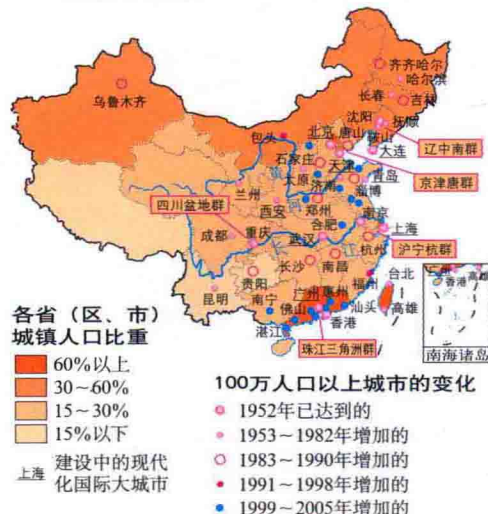 齐齐哈尔
哈尔滨
长春
吉林
乌鲁木齐
沈阳
抚顺
鞍山
包头
北京
唐山
大连
辽中南群
石家庄
天津
太原
青岛
京津唐群
济南
淄博
兰州
四川盆地群
西安
郑州
南京
合肥
上海
成都
重庆
武汉
杭州
沪宁杭群
长沙
南昌
贵阳
福州
台北
昆明
广州
惠州
南宁
佛山
汕头
高雄
香港
湛江
珠江三角洲群
香港
高雄
南海诸岛
各省（区、市）
城镇人口比重
60%以上
30～60%
15～30%
15%以下
上海 建设中的现代
化国际大城市
100万人口以上城市的变化
1952年已达到的
1953～1982年增加的
1983～1990年增加的
1991～1998年增加的
1999～2005年增加的